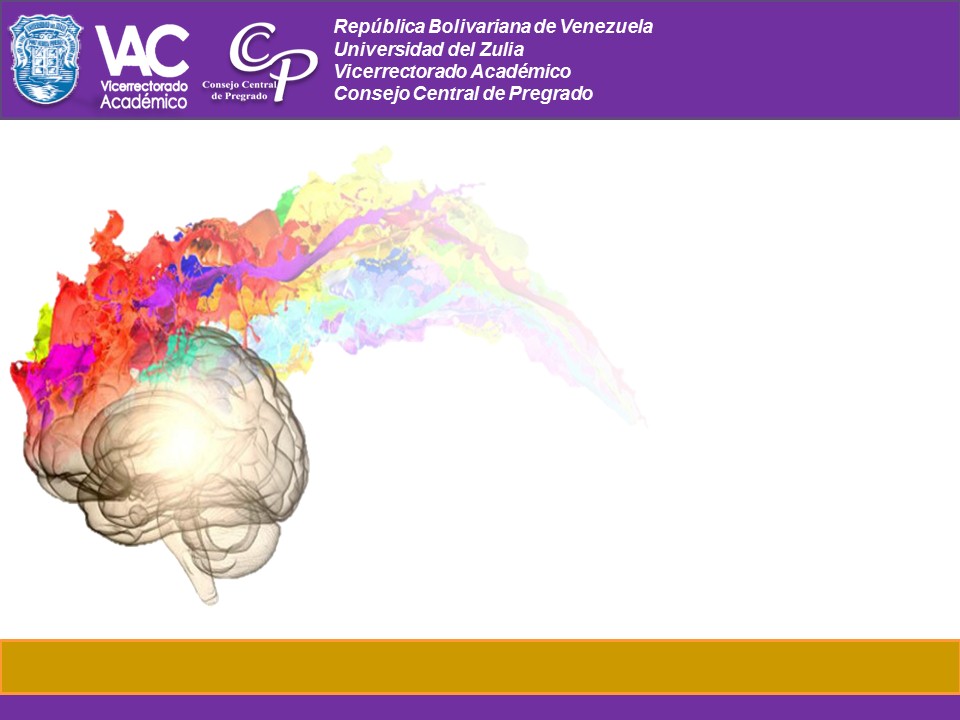 VAC
Vicerrectorado
Académico
CCP
Consejo Central
de Pregrado
República Bolivariana de Venezuela
Universidad del Zulia
Vicerrectorado Académico
Consejo Central de Pregrado